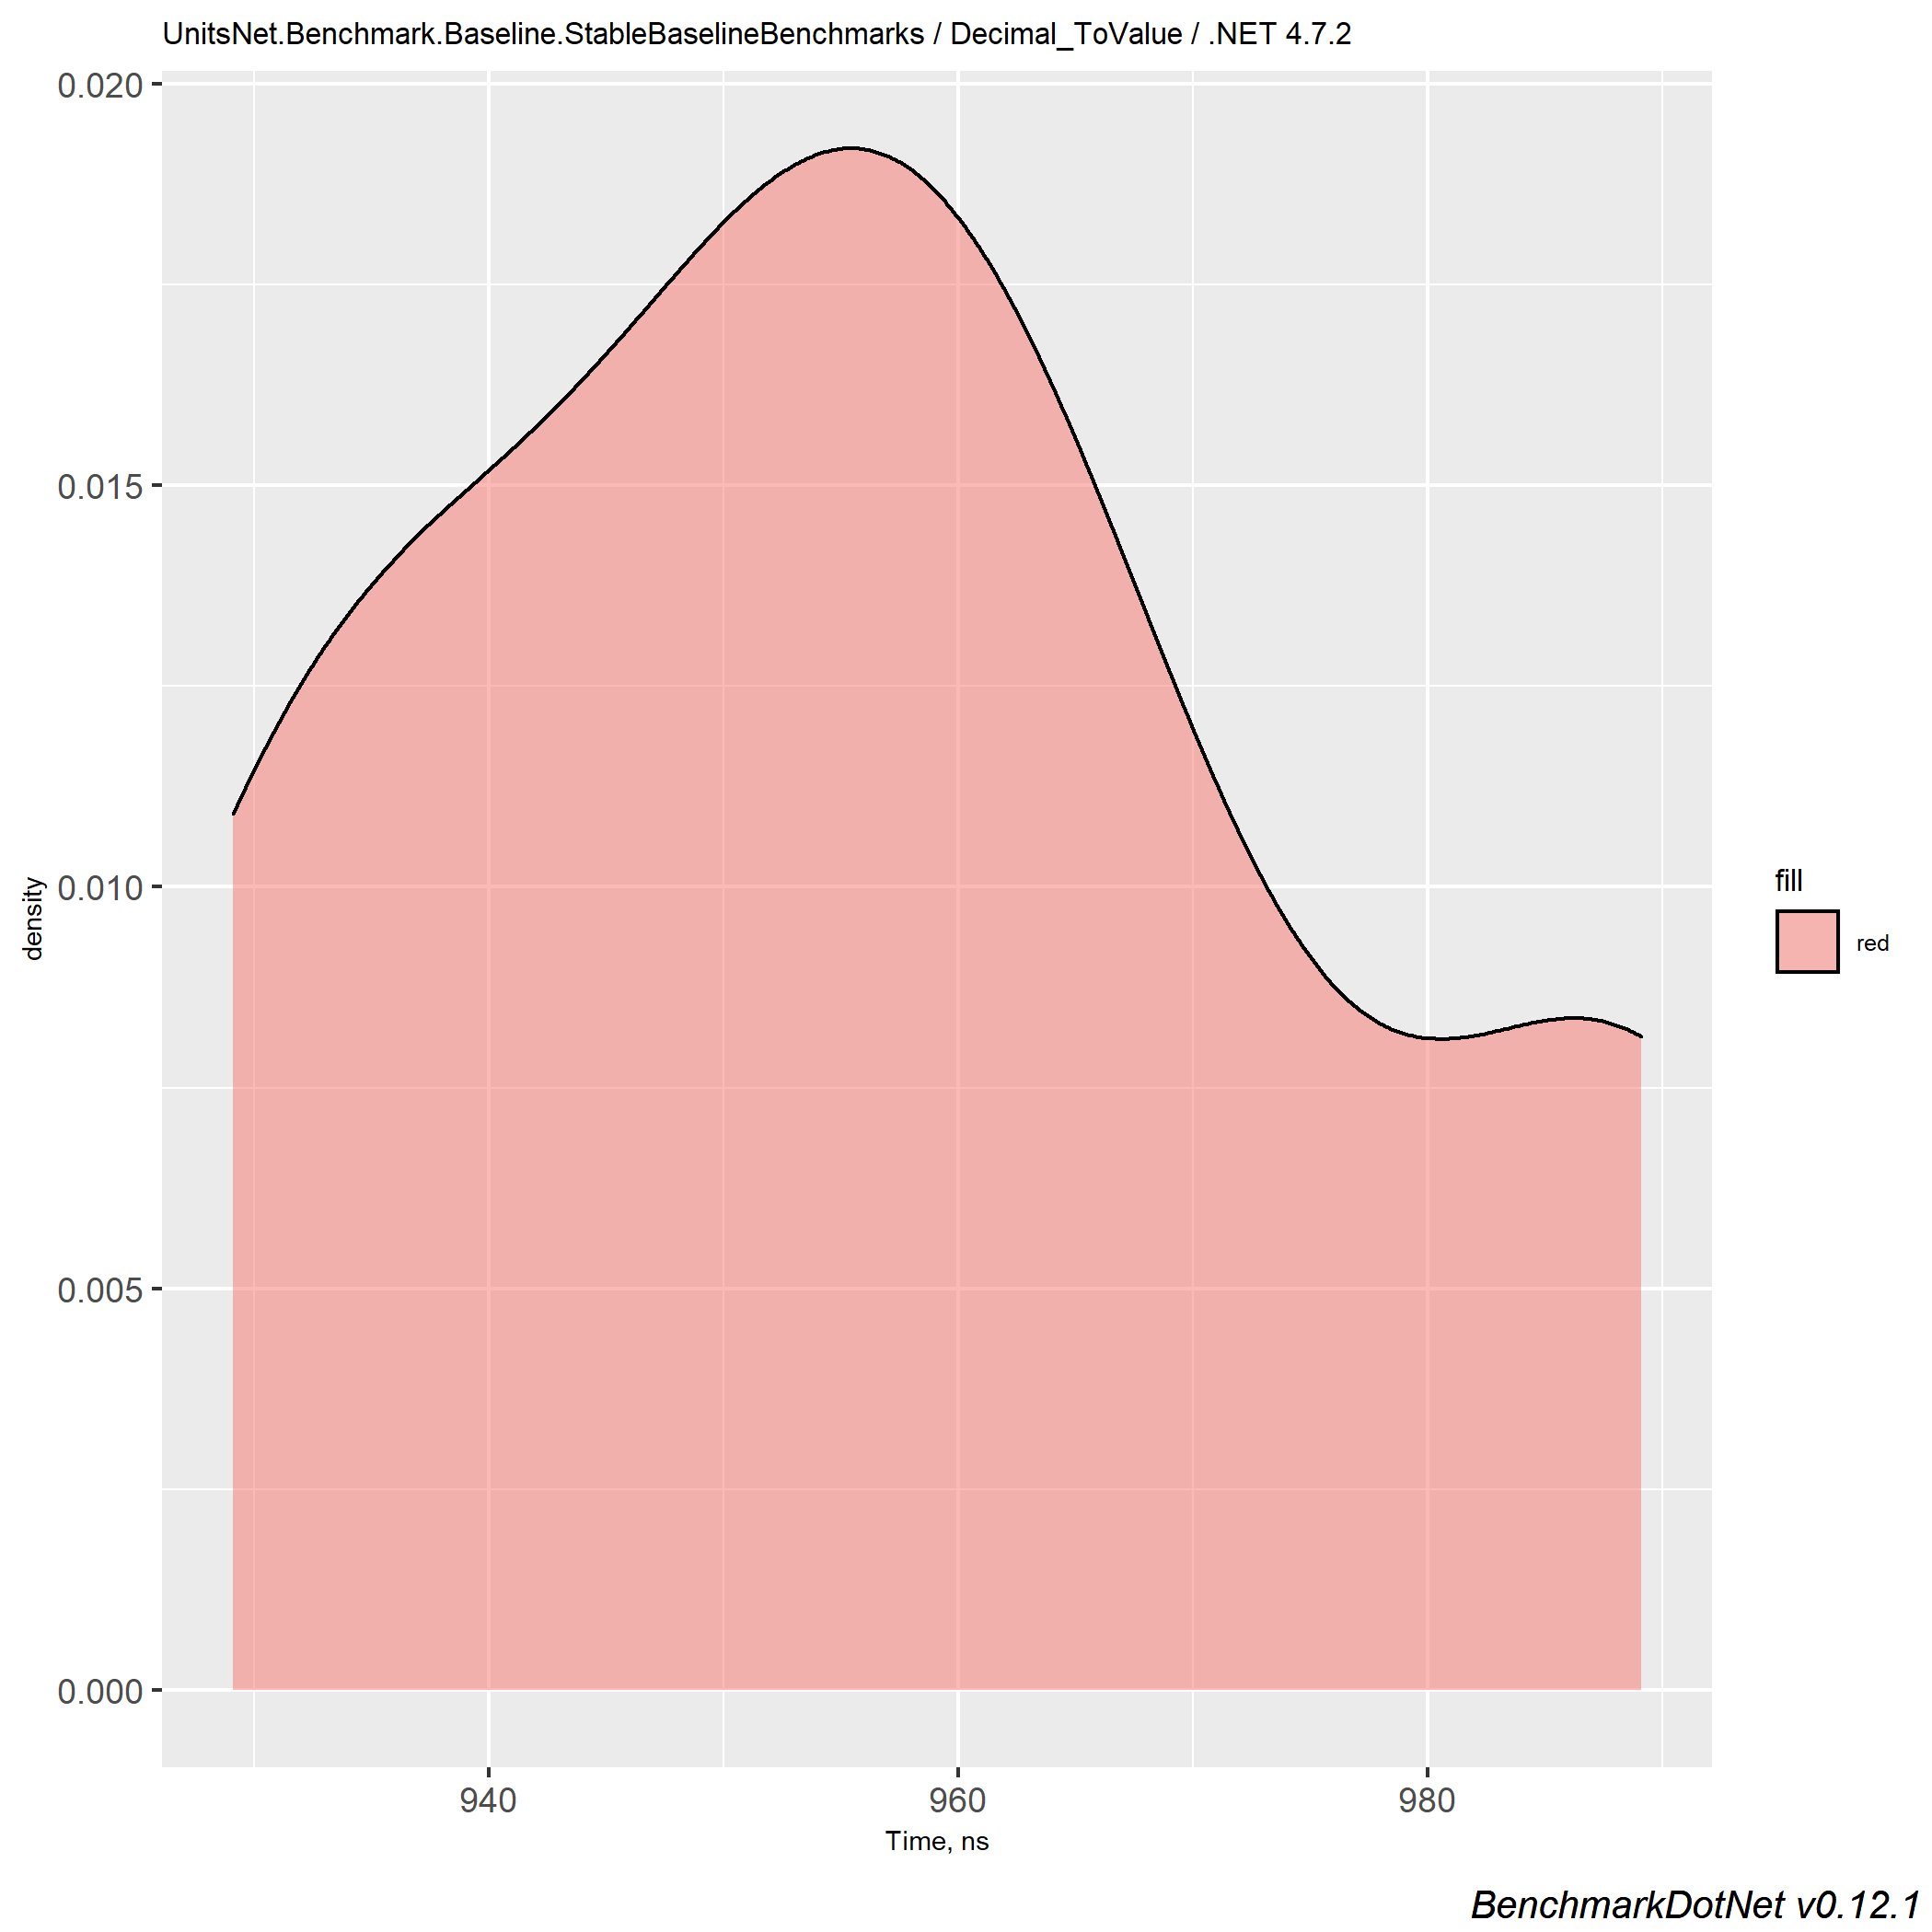 UnitsNet.Benchmark.Baseline.StableBaselineBenchmarks / Decimal_ToValue / .NET 4.7.2
0.020
0.015
0.010
0.005
0.000
density
940 960 980
Time, ns
fill
red
BenchmarkDotNet v0.12.1